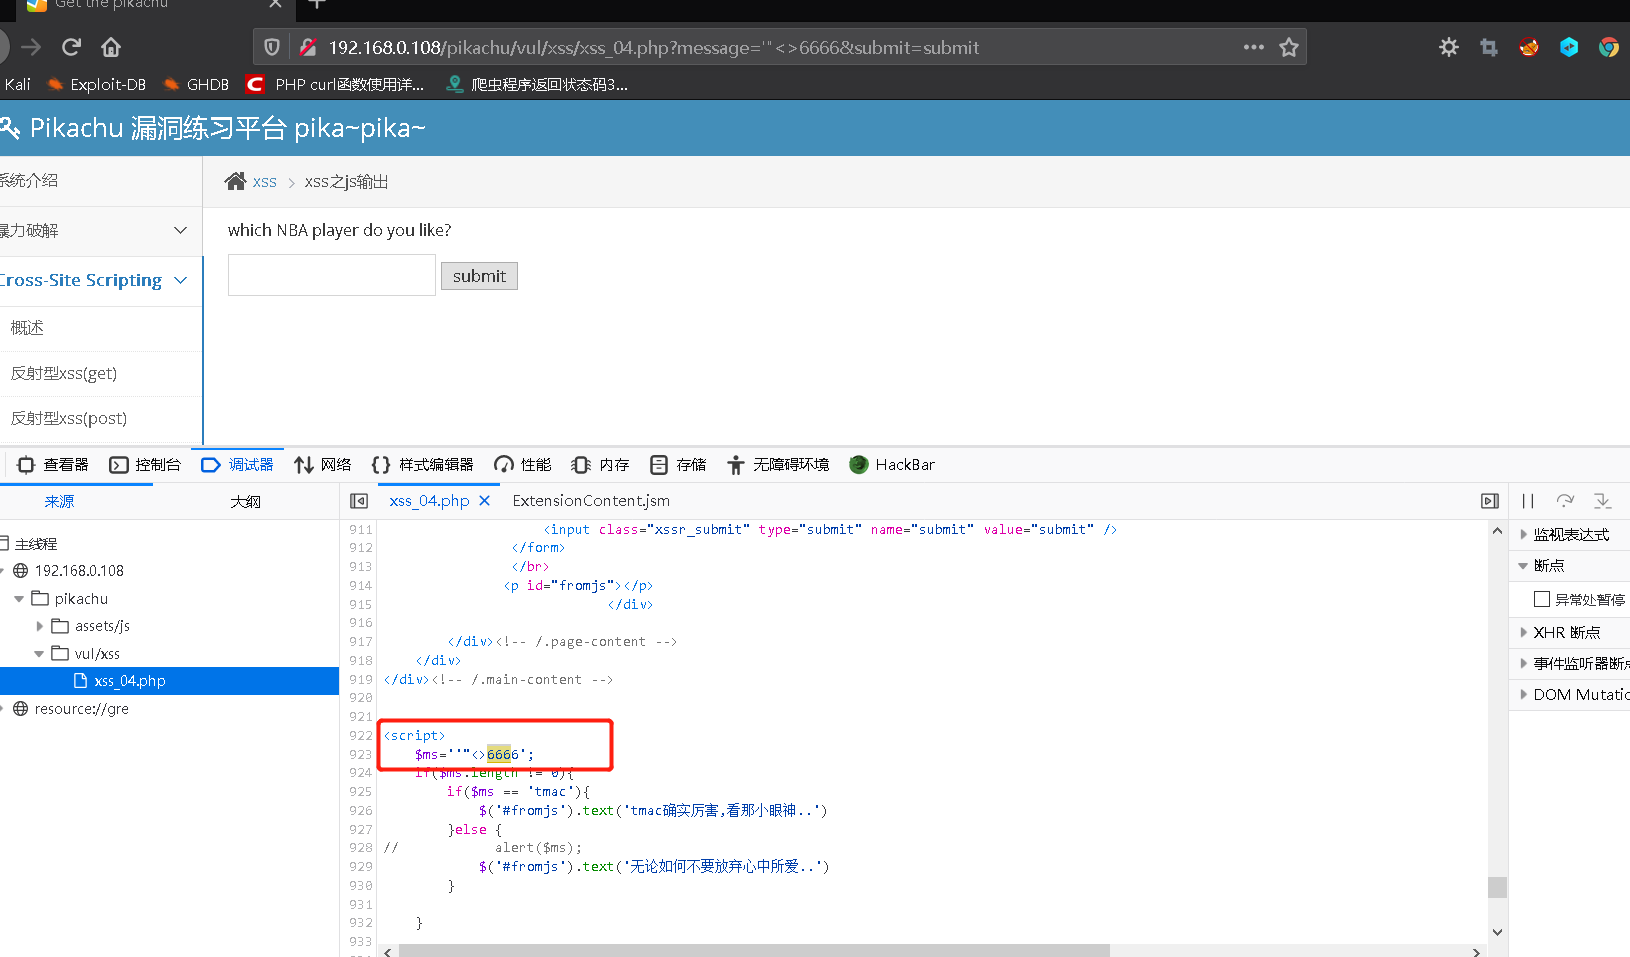 Get the pikachu
192.168.0.108/pikachu/vul/xss/xss_04.php?message='"<>6666&submit=submit
Kali Exploit-DB GHDB PHP curl函数使用详... 爬虫程序返回状态码3...
Pikachu 漏洞练习平台 pika~pika~
系统介绍
xss > xss之js输出
暴力破解
which NBA player do you like?
submit
Cross-Site Scripting
概述
反射型xss(get)
反射型xss(post)
查看器 控制台 调试器 网络 样式编辑器 性能 内存 存储 无障碍环境 HackBar
来源 大纲 xss_04.php ExtensionContent.jsm
主线程
192.168.0.108
pikachu
assets/js
vul/xss
xss_04.php
resource://gre
911 <input class="xssr_submit" type="submit" name="submit" value="submit" />
912 </form>
913 </br>
914 <p id="fromjs"></p>
915 </div>
916
917 </div><!-- /.page-content -->
918 </div>
919 </div><!-- /.main-content -->
920
921
922 <script>
923 $ms=''"<>6666';
924 if($ms.length != 0){
925 if($ms == 'tmac'){
926 $('#fromjs').text('tmac确实厉害,看那小眼神..')
927 }else {
928 // alert($ms);
929 $('#fromjs').text('无论如何不要放弃心中所爱..')
930 }
931
932 }
933
监视表达式
断点
异常处暂停
XHR 断点
事件监听器断点
DOM Mutatio